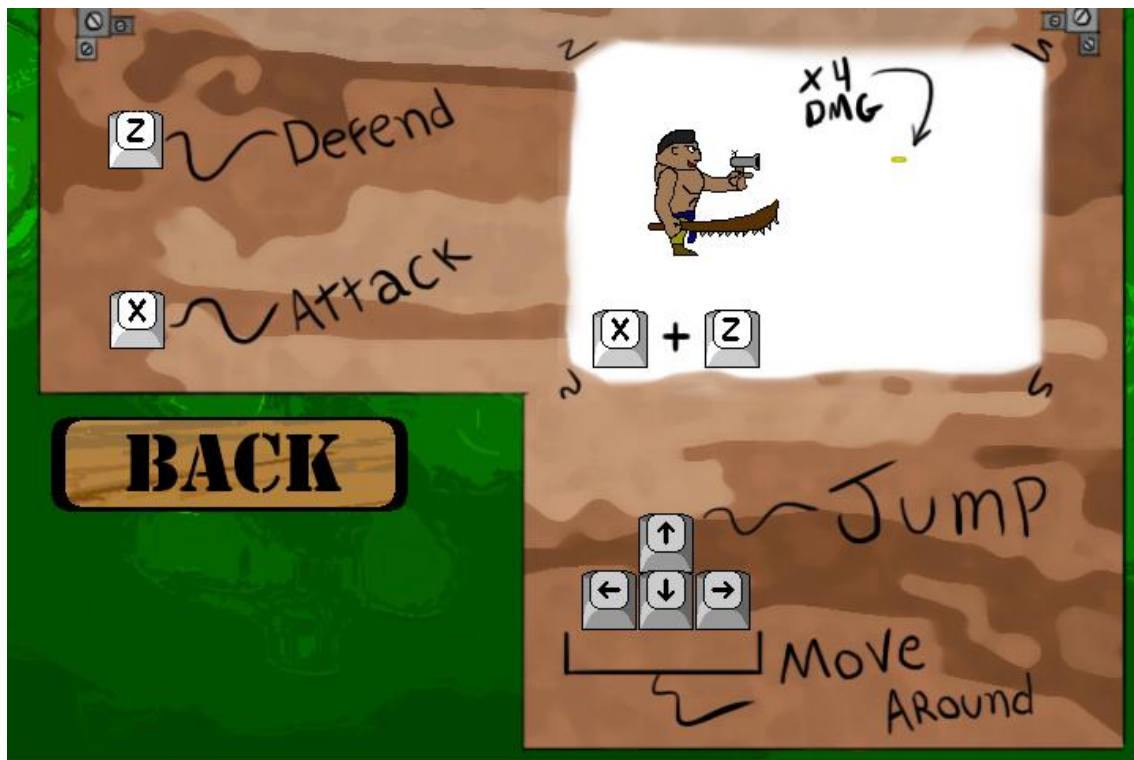 Z Defend
X Attack
x4
DMG
X + Z
BACK
↑ Jump
← ↓ →
Move
Around